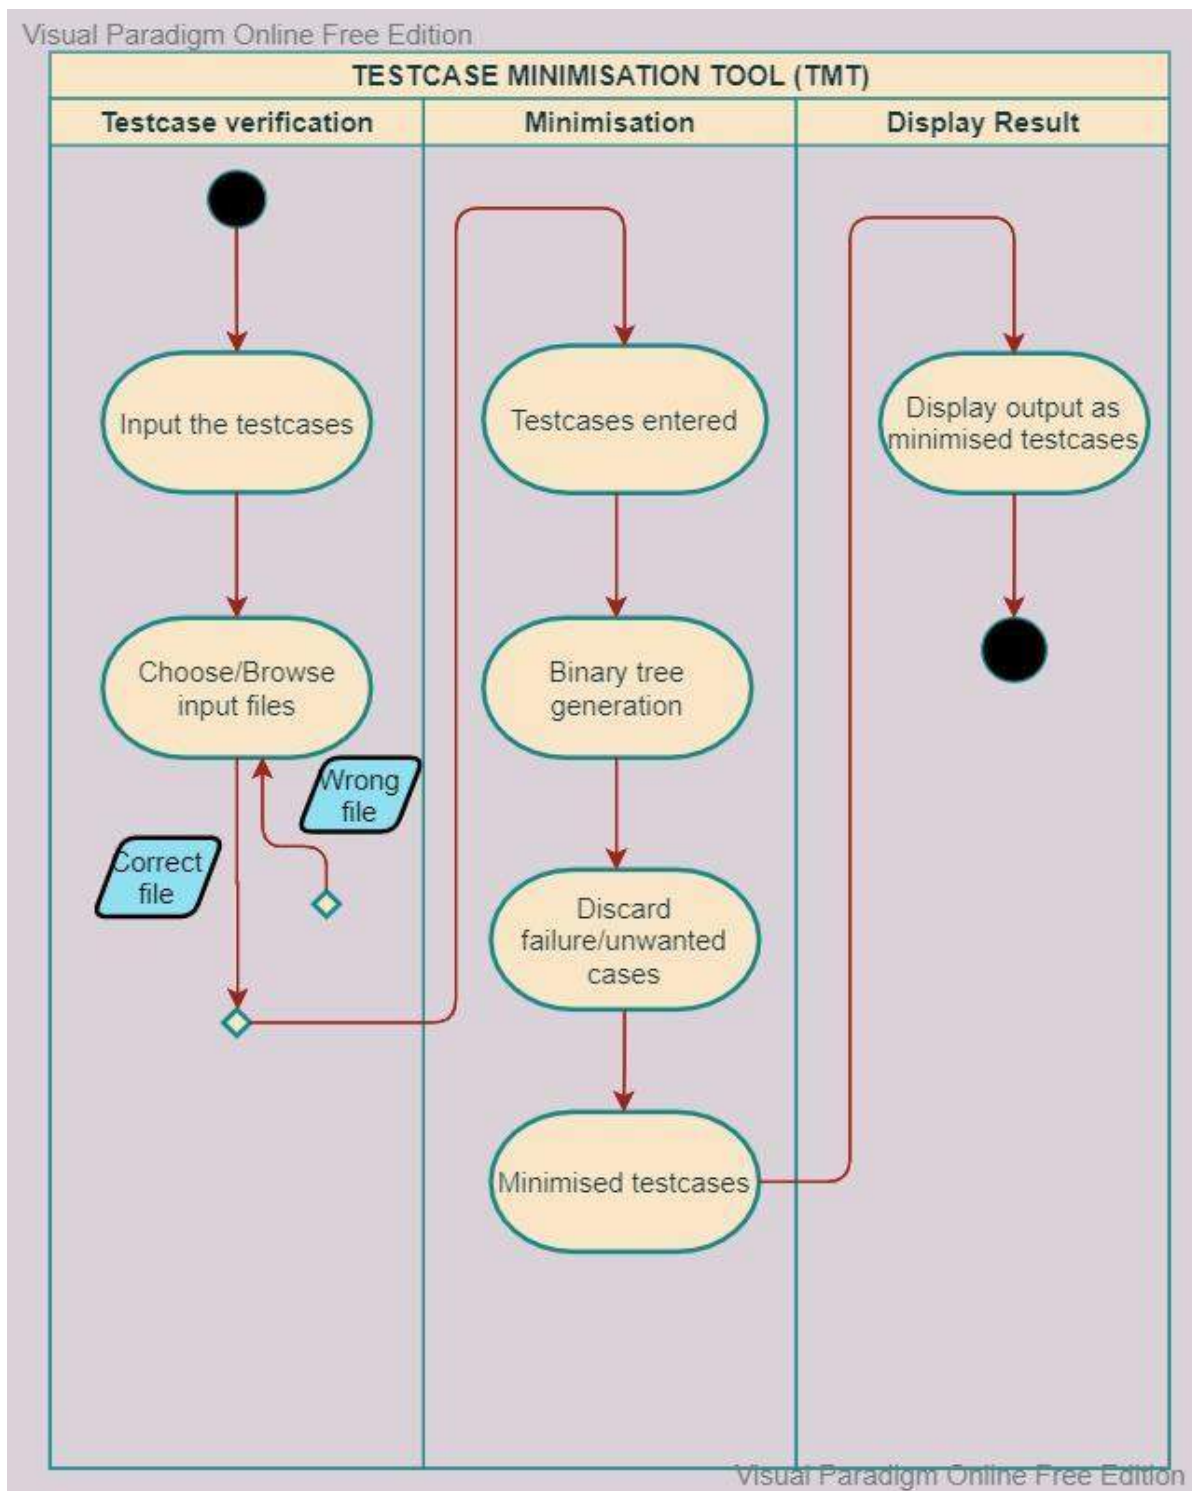 Visual Paradigm Online Free Edition
TESTCASE MINIMISATION TOOL (TMT)
Testcase verification
Minimisation
Display Result
Input the testcases
Choose/Browse
input files
Wrong
file
Correct
file
Testcases entered
Binary tree
generation
Discard
failure/unwanted
cases
Minimised testcases
Display output as
minimised testcases
Visual Paradigm Online Free Edition